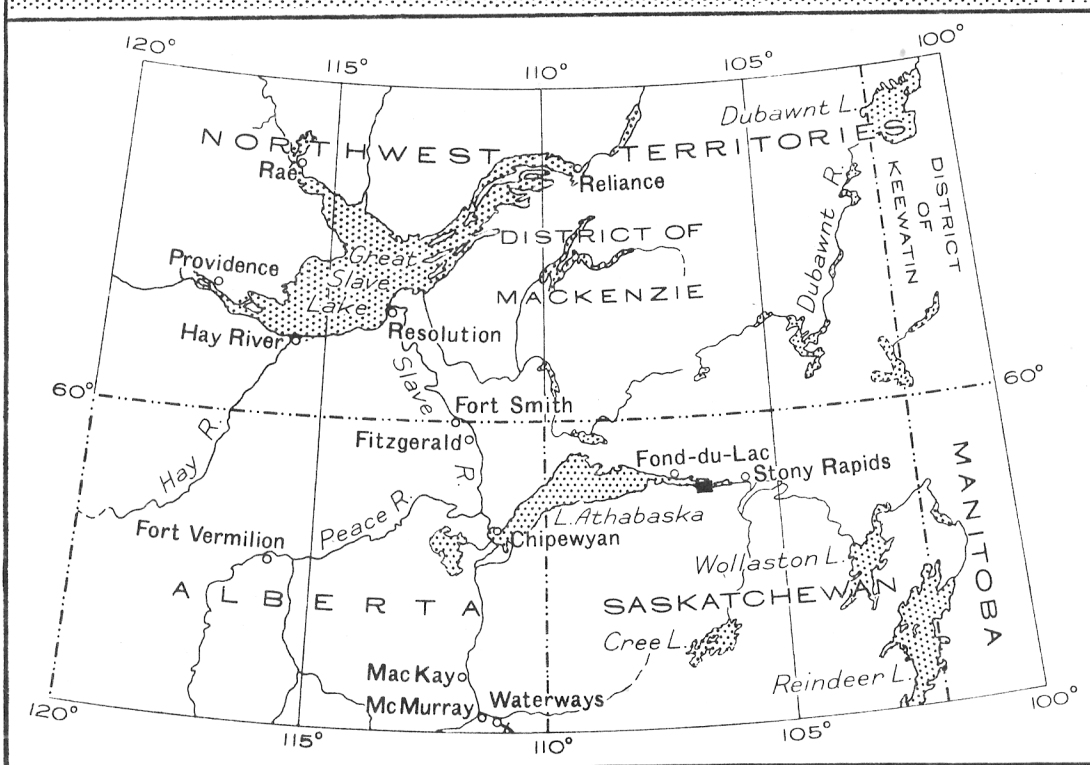 120°
115°
110°
105°
100°
Dubawnt L.
NORTHWEST TERRITORIES
Rae
Reliance
DISTRICT OF KEEWATIN
Dubawnt R.
DISTRICT OF
MACKENZIE
Great
Slave
Lake
Providence
Hay River
Resolution
Slave R.
60°
60°
Fort Smith
Fitzgerald
Hay R.
Fond-du-Lac
Stony Rapids
L. Athabaska
Peace R.
Fort Vermilion
Chipewyan
Wollaston L.
MANITOBA
ALBERTA
SASKATCHEWAN
Cree L.
MacKay
McMurray
Waterways
Reindeer L.
120°
115°
110°
105°
100°